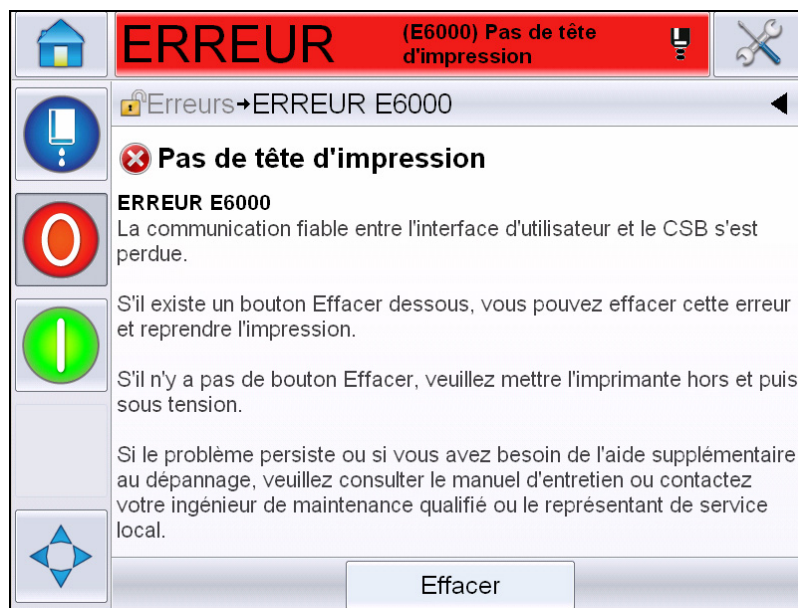 ERREUR
(E6000) Pas de tête
d'impression
Erreurs→ERREUR E6000
Pas de tête d'impression
ERREUR E6000
La communication fiable entre l'interface d'utilisateur et le CSB s'est
perdue.
S'il existe un bouton Effacer dessous, vous pouvez effacer cette erreur
et reprendre l'impression.
S'il n'y a pas de bouton Effacer, veuillez mettre l'imprimante hors et puis
sous tension.
Si le problème persiste ou si vous avez besoin de l'aide supplémentaire
au dépannage, veuillez consulter le manuel d'entretien ou contactez
votre ingénieur de maintenance qualifié ou le représentant de service
local.
Effacer